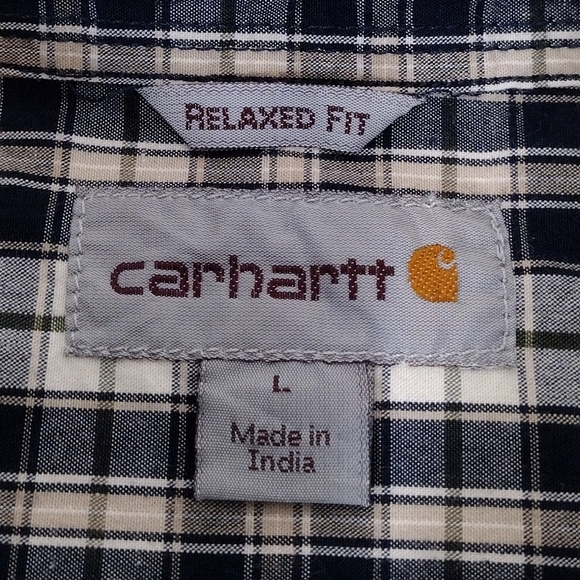 RELAXED FIT
carhartt
L
Made in
India